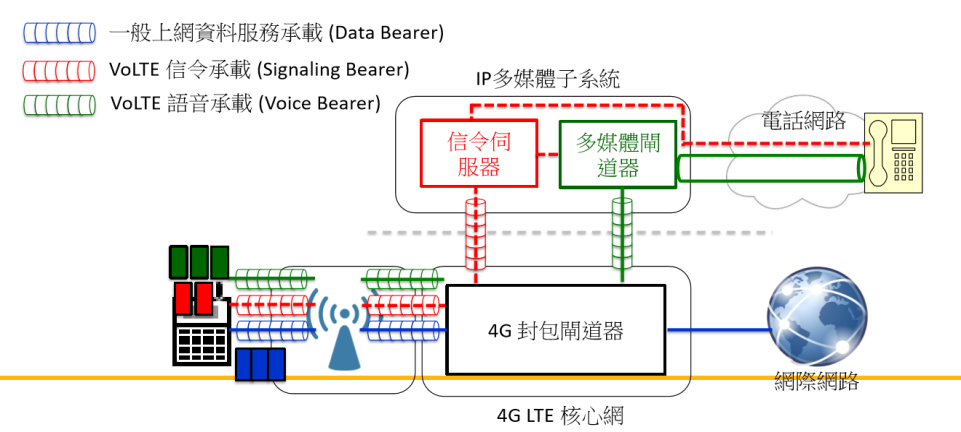 一般上網資料服務承載 (Data Bearer)
VoLTE 信令承載 (Signaling Bearer)
VoLTE 語音承載 (Voice Bearer)
IP多媒體子系統
信令伺
服器
多媒體閘
道器
電話網路
4G 封包閘道器
網際網路
4G LTE 核心網